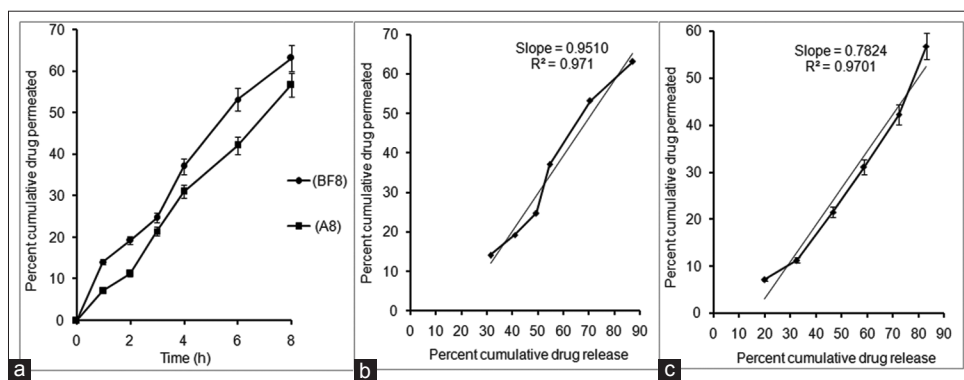 Percent cumulative drug permeated
70
60
50
40
30
20
10
0
0 2 4 6 8
Time (h)
(BF8)
(A8)
a
Percent cumulative drug permeated
70
60
50
40
30
20
10
0
Slope = 0.9510
R² = 0.971
0 10 20 30 40 50 60 70 80 90
Percent cumulative drug release
b
Percent cumulative drug permeated
60
50
40
30
20
10
0
Slope = 0.7824
R² = 0.9701
0 10 20 30 40 50 60 70 80 90
Percent cumulative drug release
c